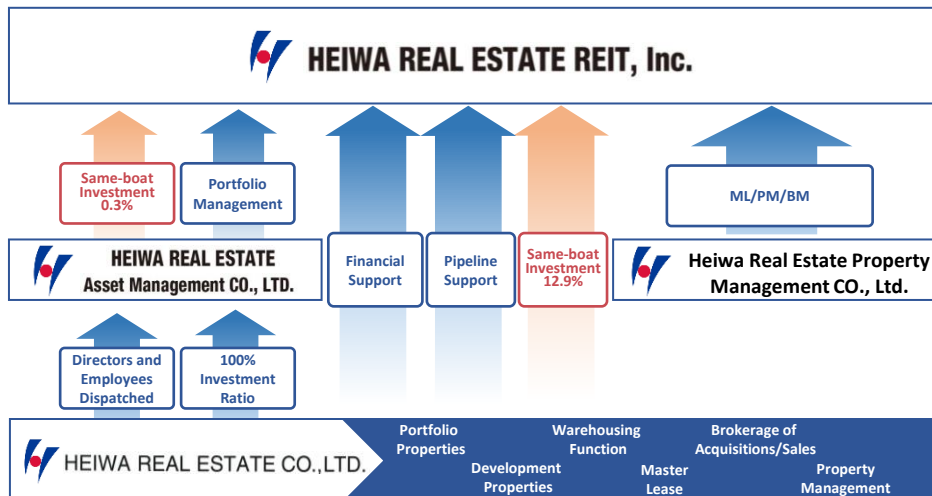 HEIWA REAL ESTATE REIT, Inc.
Same-boat
Investment
0.3%
Portfolio
Management
ML/PM/BM
HEIWA REAL ESTATE
Asset Management CO., LTD.
Financial
Support
Pipeline
Support
Same-boat
Investment
12.9%
Heiwa Real Estate Property
Management CO., Ltd.
Directors and
Employees
Dispatched
100%
Investment
Ratio
HEIWA REAL ESTATE CO.,LTD.
Portfolio
Properties
Development
Properties
Warehousing
Function
Master
Lease
Brokerage of
Acquisitions/Sales
Property
Management